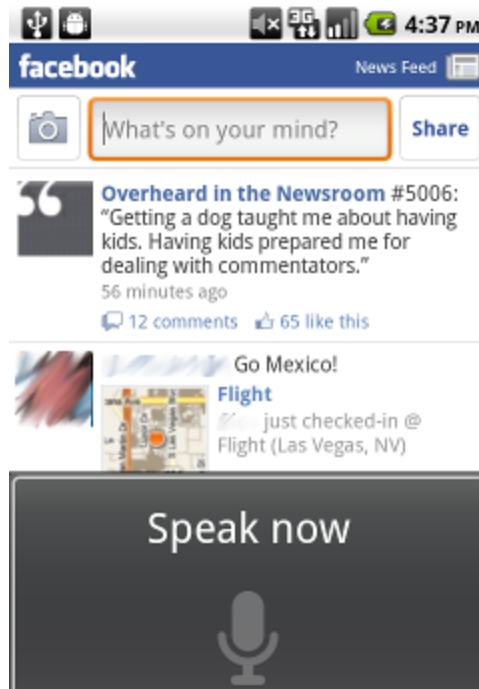 3G 4:37 PM
facebook News Feed
What's on your mind? Share
Overheard in the Newsroom #5006:
“Getting a dog taught me about having
kids. Having kids prepared me for
dealing with commentators.”
56 minutes ago
12 comments 65 like this
Go Mexico!
Flight
just checked-in @
Flight (Las Vegas, NV)
Speak now